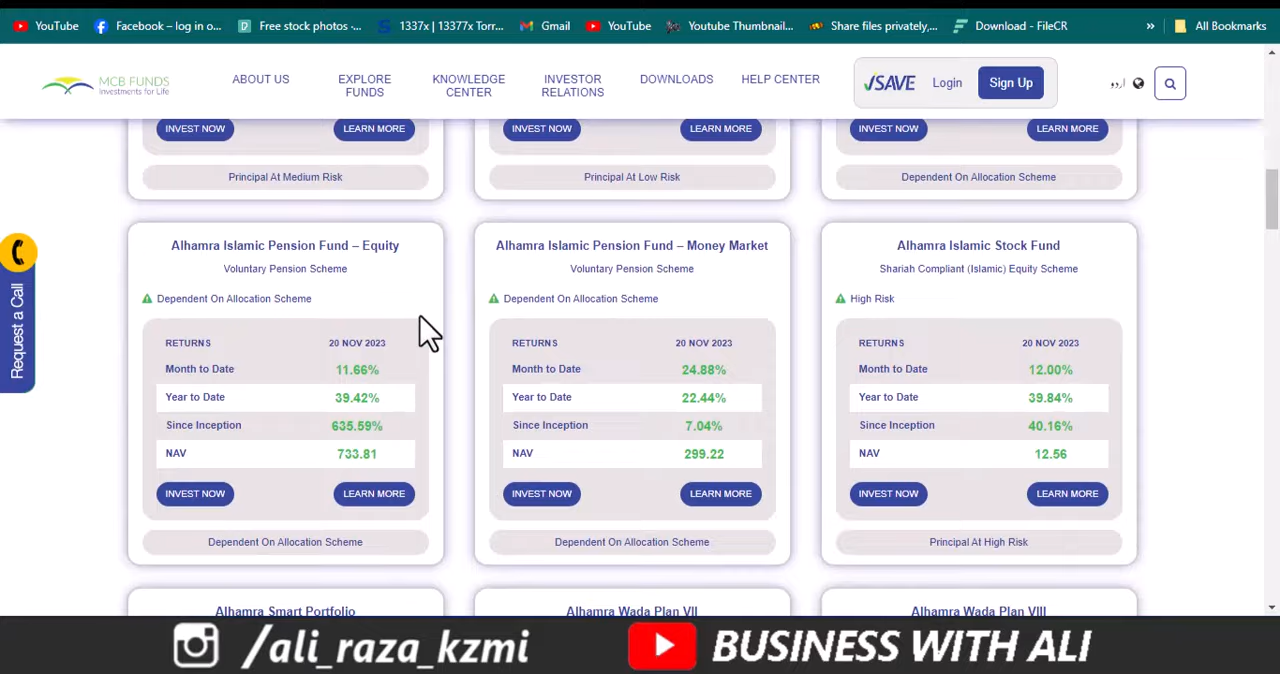 YouTube
Facebook – log in o...
Free stock photos -...
1337x | 13377x Torr...
Gmail
YouTube
Youtube Thumbnail...
Share files privately,...
Download - FileCR
»
All Bookmarks
MCB FUNDS
Investments for Life
ABOUT US
EXPLORE
FUNDS
KNOWLEDGE
CENTER
INVESTOR
RELATIONS
DOWNLOADS
HELP CENTER
SAVE
Login
Sign Up
اردو
INVEST NOW
LEARN MORE
INVEST NOW
LEARN MORE
INVEST NOW
LEARN MORE
Principal At Medium Risk
Principal At Low Risk
Dependent On Allocation Scheme
Request a Call
Alhamra Islamic Pension Fund – Equity
Voluntary Pension Scheme
Dependent On Allocation Scheme
RETURNS 20 NOV 2023
Month to Date 11.66%
Year to Date 39.42%
Since Inception 635.59%
NAV 733.81
INVEST NOW
LEARN MORE
Dependent On Allocation Scheme
Alhamra Islamic Pension Fund – Money Market
Voluntary Pension Scheme
Dependent On Allocation Scheme
RETURNS 20 NOV 2023
Month to Date 24.88%
Year to Date 22.44%
Since Inception 7.04%
NAV 299.22
INVEST NOW
LEARN MORE
Dependent On Allocation Scheme
Alhamra Islamic Stock Fund
Shariah Compliant (Islamic) Equity Scheme
High Risk
RETURNS 20 NOV 2023
Month to Date 12.00%
Year to Date 39.84%
Since Inception 40.16%
NAV 12.56
INVEST NOW
LEARN MORE
Principal At High Risk
Alhamra Smart Portfolio
Alhamra Wada Plan VII
Alhamra Wada Plan VIII
/ali_raza_kzmi
BUSINESS WITH ALI